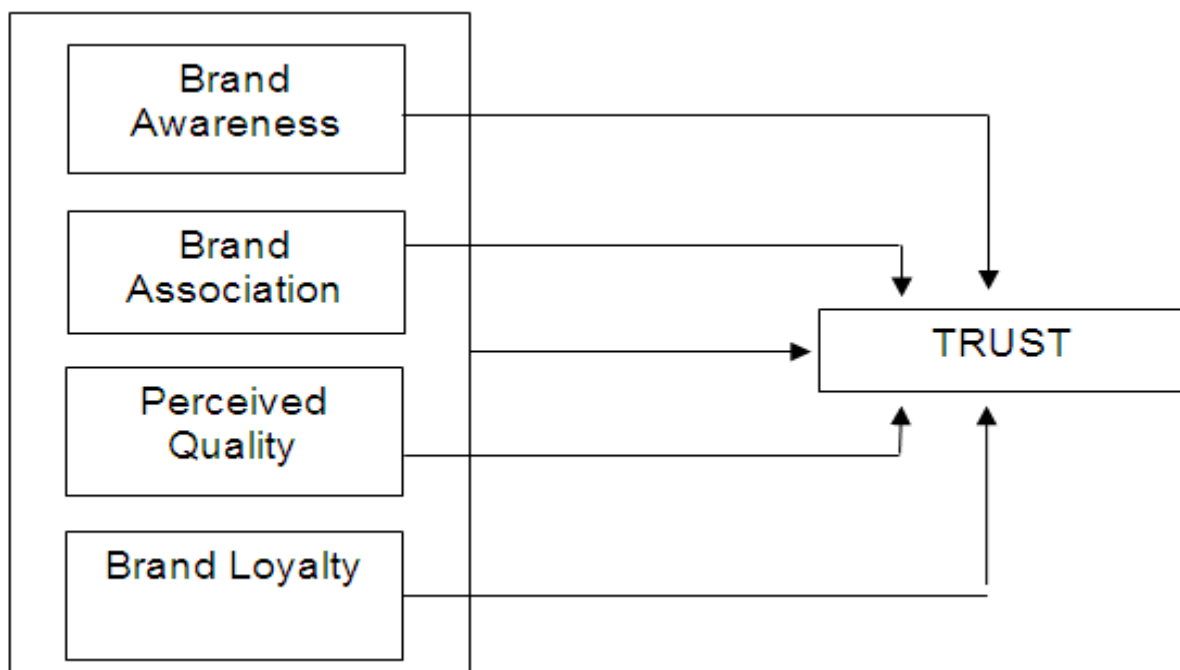 Brand
Awareness
Brand
Association
TRUST
Perceived
Quality
Brand Loyalty